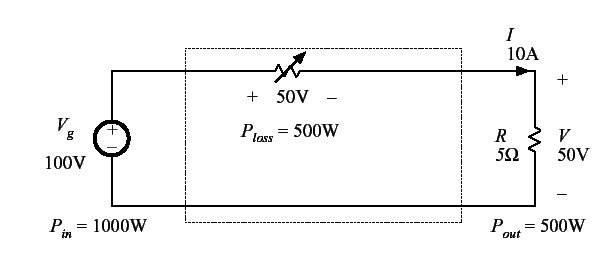 I
10A
+
+ 50V −
V_g
100V
+
−
P_loss = 500W
R
5Ω
V
50V
−
P_in = 1000W
P_out = 500W